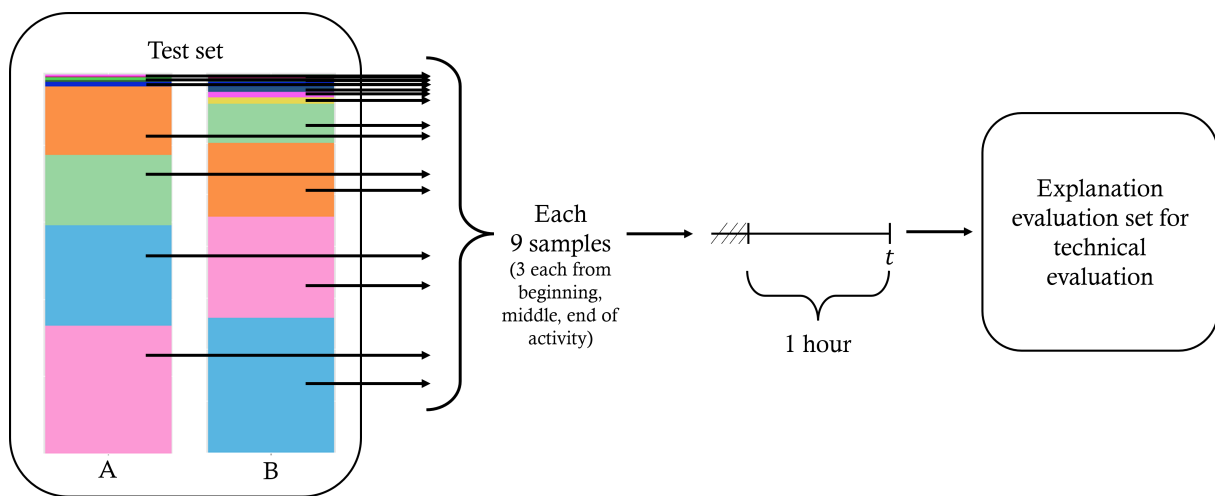 Test set
A
B
Each
9 samples
(3 each from
beginning,
middle, end of
activity)
t
1 hour
Explanation
evaluation set for
technical
evaluation